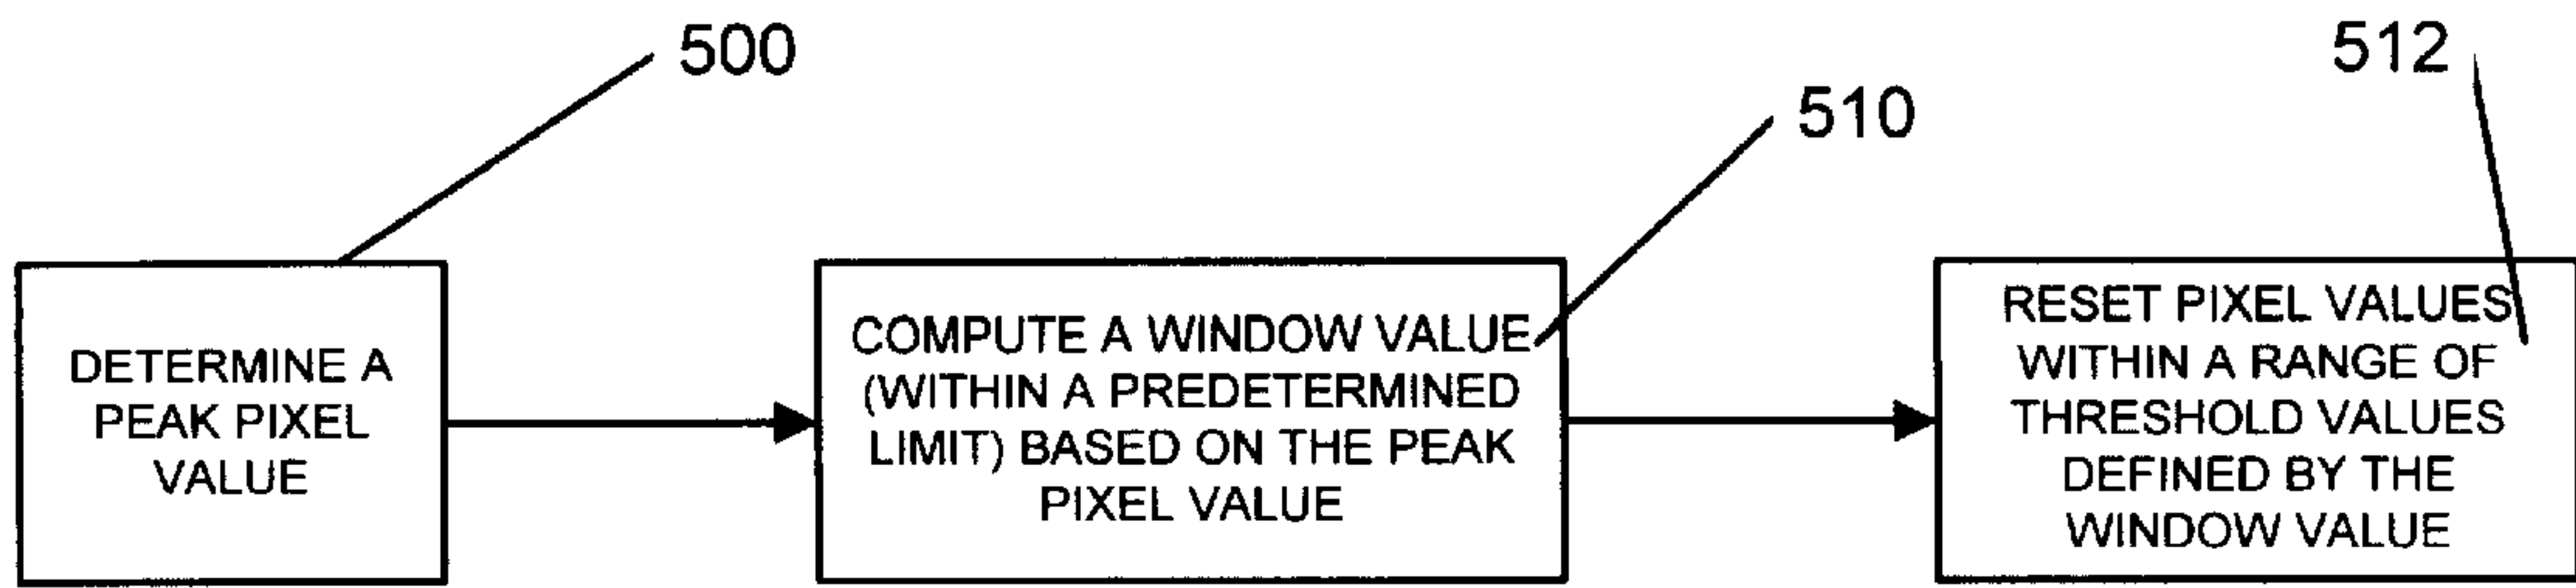 500
510
512
DETERMINE A
PEAK PIXEL
VALUE
COMPUTE A WINDOW VALUE
(WITHIN A PREDETERMINED
LIMIT) BASED ON THE PEAK
PIXEL VALUE
RESET PIXEL VALUES
WITHIN A RANGE OF
THRESHOLD VALUES
DEFINED BY THE
WINDOW VALUE